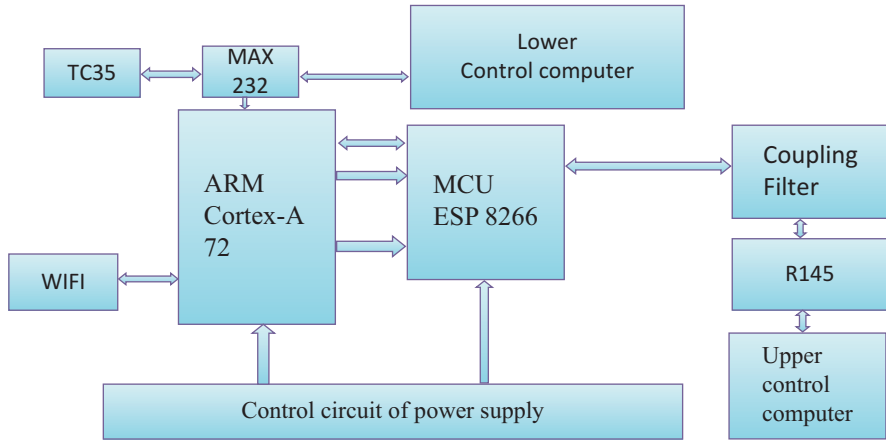 TC35
MAX
232
Lower
Control computer
ARM
Cortex-A
72
MCU
ESP 8266
Coupling
Filter
WIFI
R145
Upper
control
computer
Control circuit of power supply